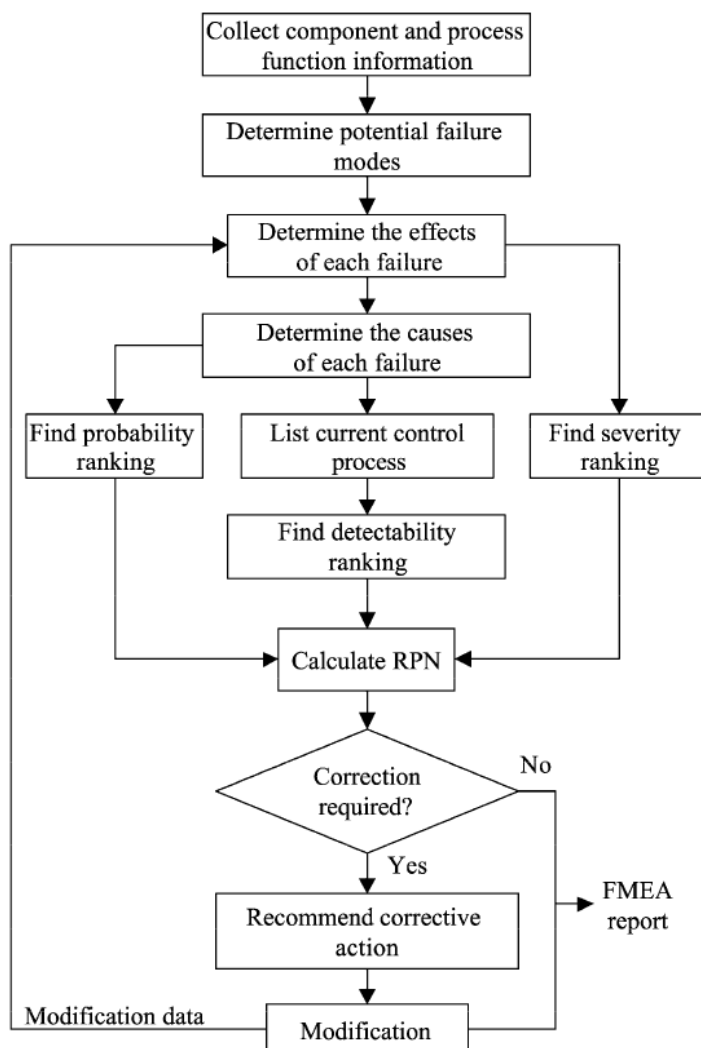 Collect component and process
function information
Determine potential failure
modes
Determine the effects
of each failure
Determine the causes
of each failure
Find probability
ranking
List current control
process
Find severity
ranking
Find detectability
ranking
Calculate RPN
Correction
required?
No
Yes
Recommend corrective
action
FMEA
report
Modification data
Modification